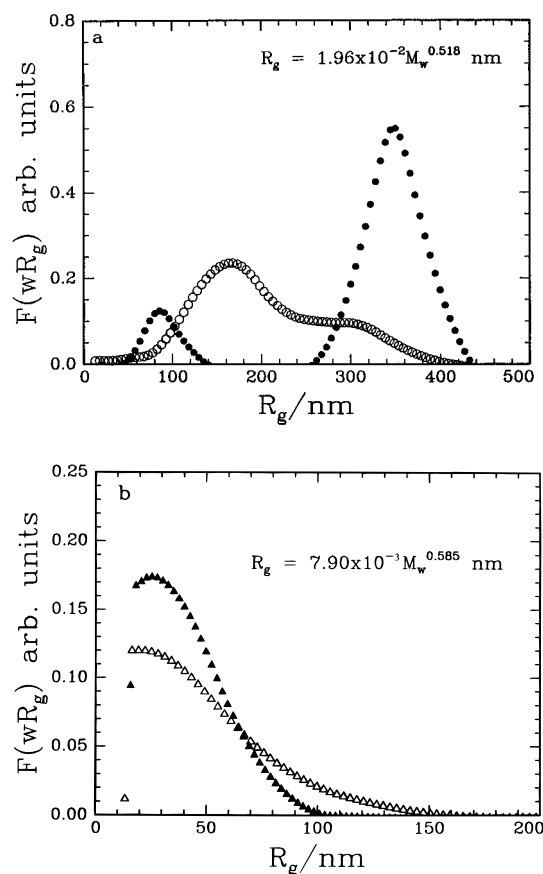 a
R_g = 1.96x10^-2 M_w^0.518 nm
F(wR_g) arb. units
0.8
0.6
0.4
0.2
0.0
0 100 200 300 400 500
R_g/nm
b
R_g = 7.90x10^-3 M_w^0.585 nm
F(wR_g) arb. units
0.25
0.20
0.15
0.10
0.05
0.00
0 50 100 150 200
R_g/nm